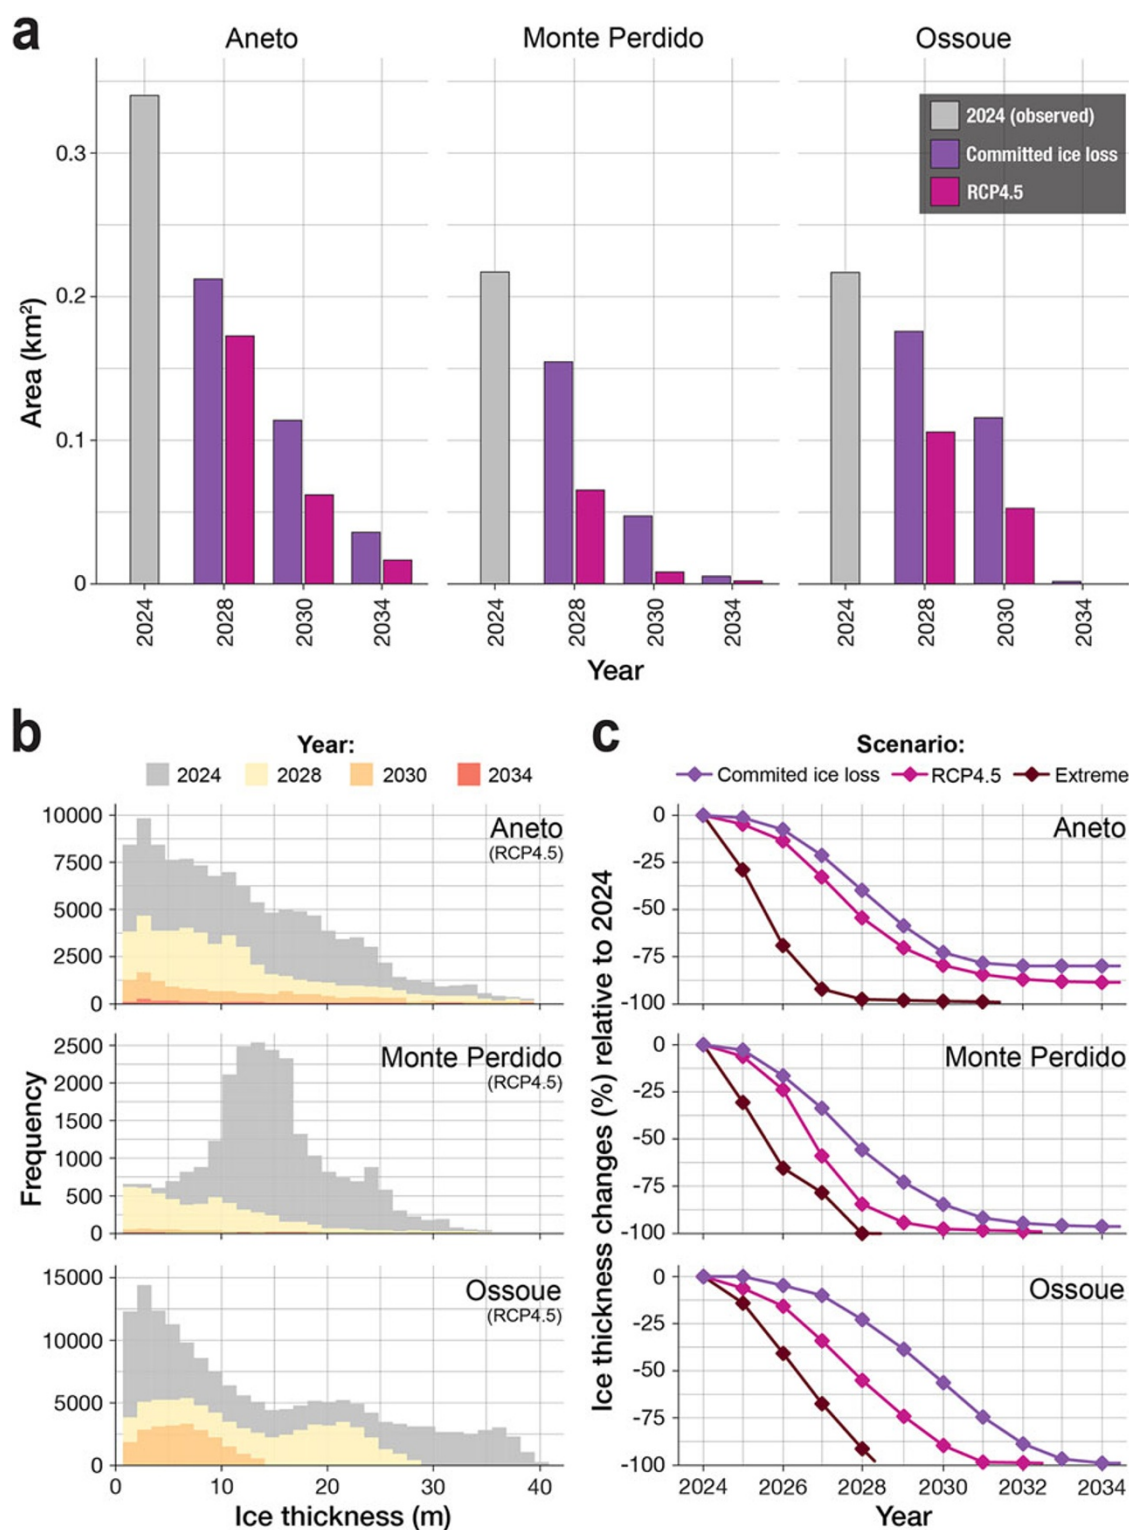 a
Aneto
Monte Perdido
Ossoue
2024 (observed)
Committed ice loss
RCP4.5
Area (km²)
0.3
0.2
0.1
0
2024
2028
2030
2034
2024
2028
2030
2034
2024
2028
2030
2034
Year
b
Year:
2024
2028
2030
2034
Frequency
10000
7500
5000
2500
0
Aneto
(RCP4.5)
2500
2000
1500
1000
500
0
Monte Perdido
(RCP4.5)
15000
10000
5000
0
Ossoue
(RCP4.5)
0
10
20
30
40
Ice thickness (m)
c
Scenario:
Commited ice loss
RCP4.5
Extreme
Ice thickness changes (%) relative to 2024
0
-25
-50
-75
-100
Aneto
0
-25
-50
-75
-100
Monte Perdido
0
-25
-50
-75
-100
Ossoue
2024
2026
2028
2030
2032
2034
Year